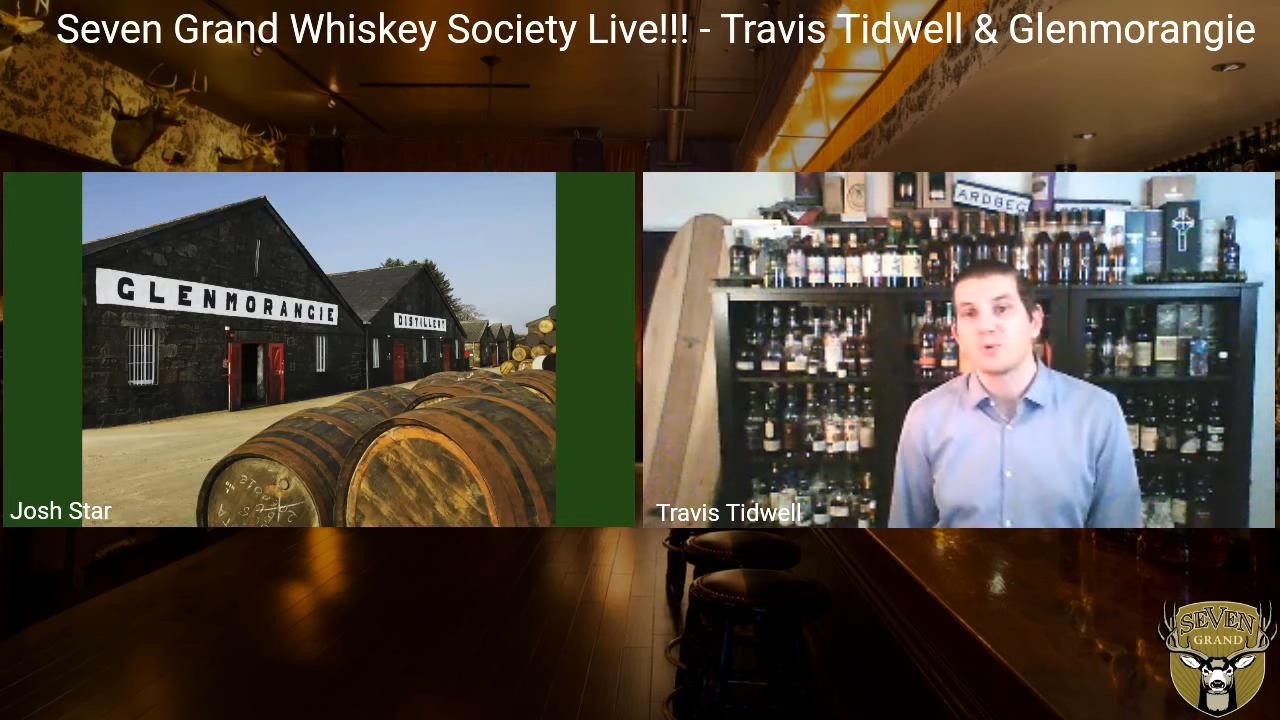 Seven Grand Whiskey Society Live!!! - Travis Tidwell & Glenmorangie
ARDBEG
GLENMORANGIE
DISTILLERY
Josh Star
Travis Tidwell
SEVEN
GRAND